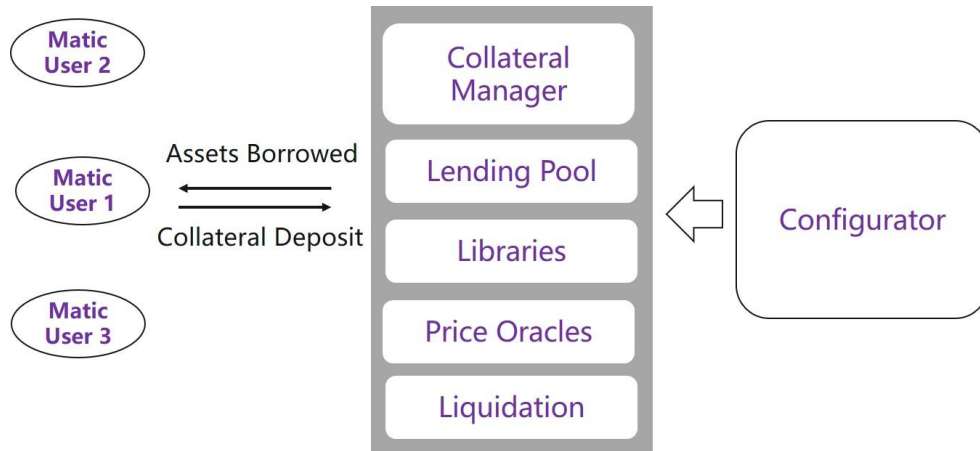 Matic
User 2
Matic
User 1
Matic
User 3
Assets Borrowed
Collateral Deposit
Collateral
Manager
Lending Pool
Libraries
Price Oracles
Liquidation
Configurator